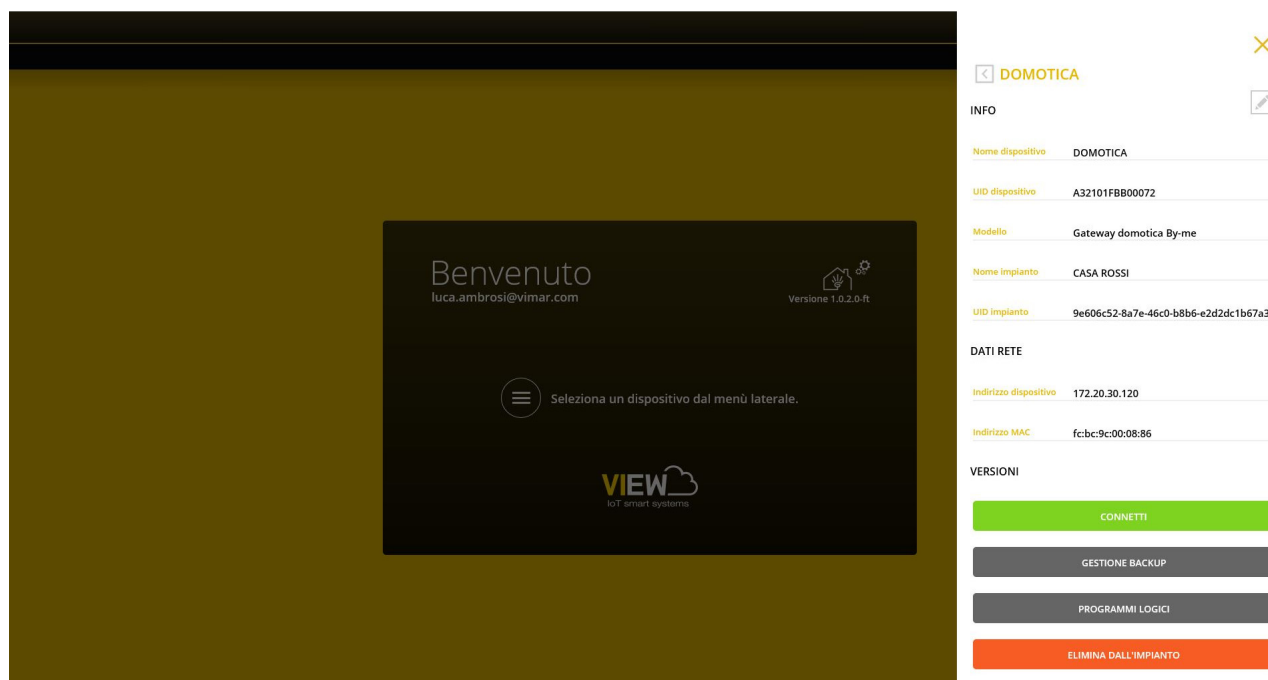 Benvenuto
luca.ambrosi@vimar.com
Versione 1.0.2.0-ft
Seleziona un dispositivo dal menù laterale.
VIEW
IoT smart systems
DOMOTICA
INFO
Nome dispositivo DOMOTICA
UID dispositivo A32101FBB00072
Modello Gateway domotica By-me
Nome impianto CASA ROSSI
UID impianto 9e606c52-8a7e-46c0-b8b6-e2d2dc1b67a3
DATI RETE
Indirizzo dispositivo 172.20.30.120
Indirizzo MAC fc:bc:9c:00:08:86
VERSIONI
CONNETTI
GESTIONE BACKUP
PROGRAMMI LOGICI
ELIMINA DALL'IMPIANTO